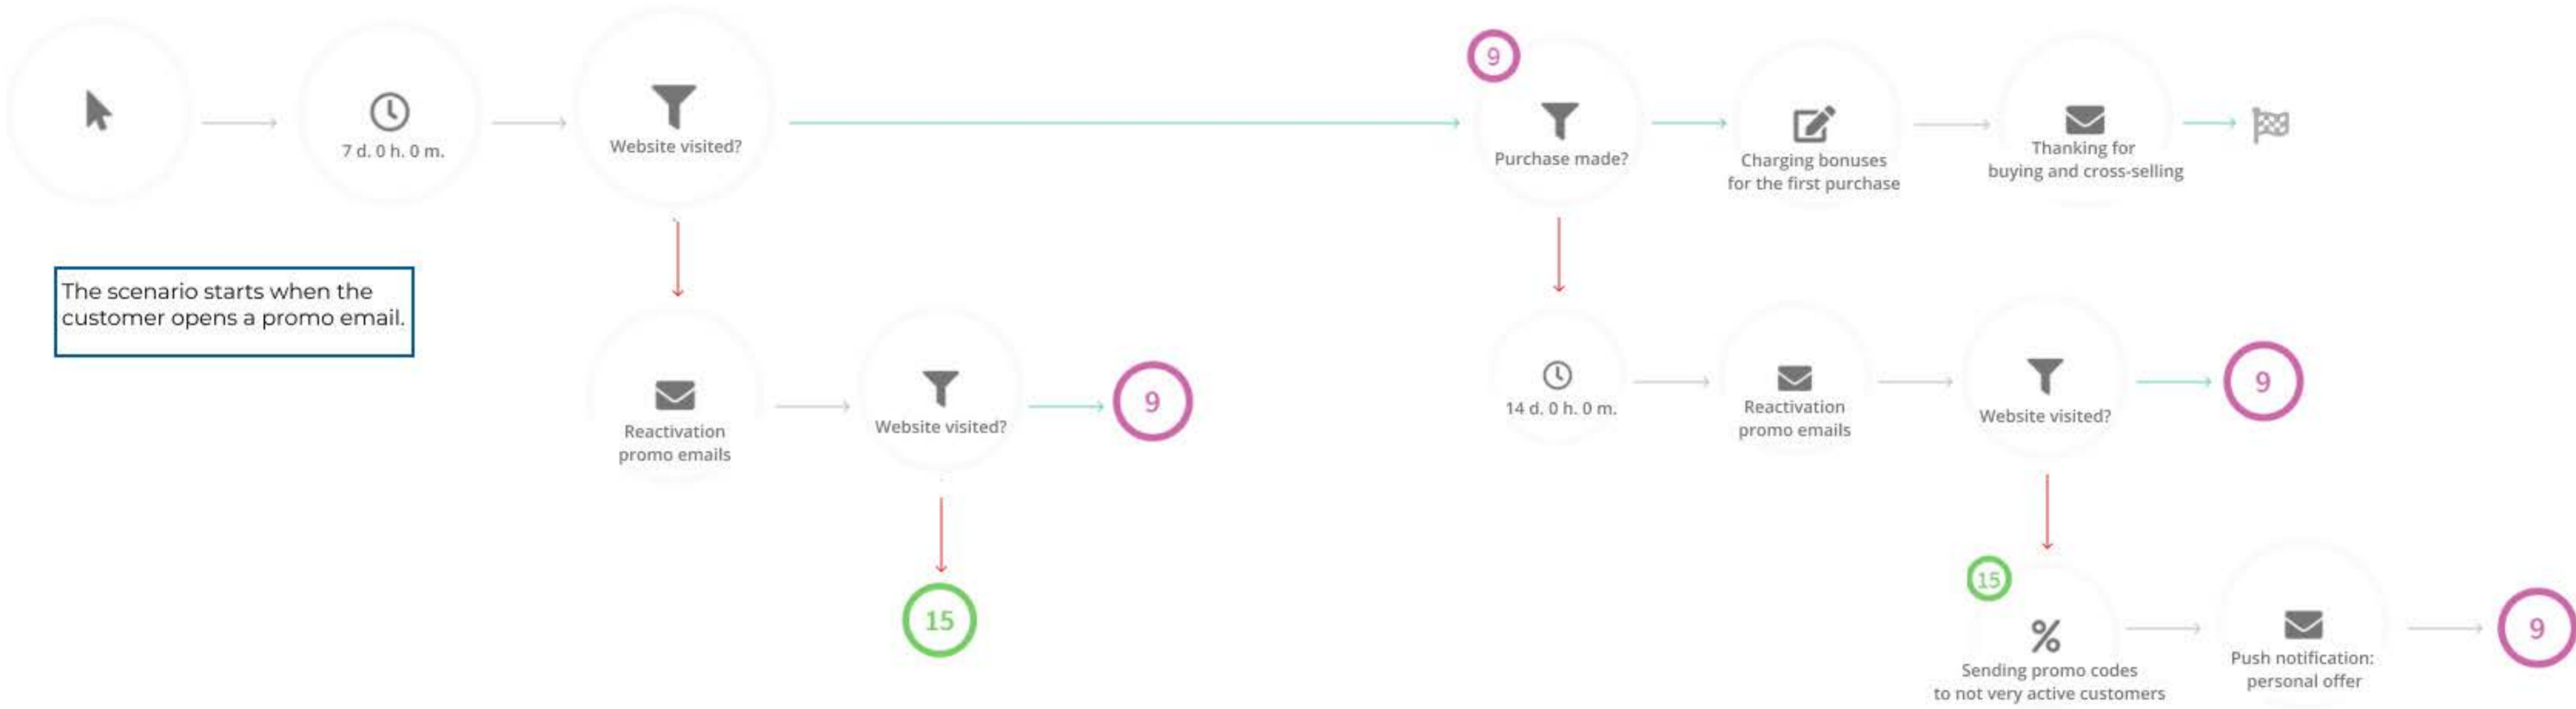 7 d. 0 h. 0 m.
Website visited?
9
Purchase made?
Charging bonuses
for the first purchase
Thanking for
buying and cross-selling
The scenario starts when the
customer opens a promo email.
Reactivation
promo emails
Website visited?
9
15
14 d. 0 h. 0 m.
Reactivation
promo emails
Website visited?
9
15
%
Sending promo codes
to not very active customers
Push notification:
personal offer
9